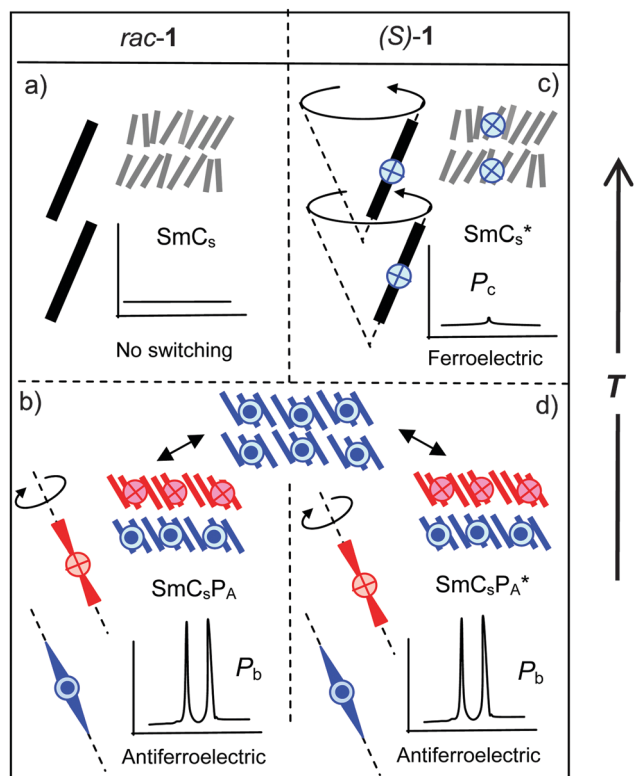 rac-1
(S)-1
a)
SmCs
No switching
c)
SmCs*
Pc
Ferroelectric
b)
SmCsPA
Pb
Antiferroelectric
d)
SmCsPA*
Pb
Antiferroelectric
T